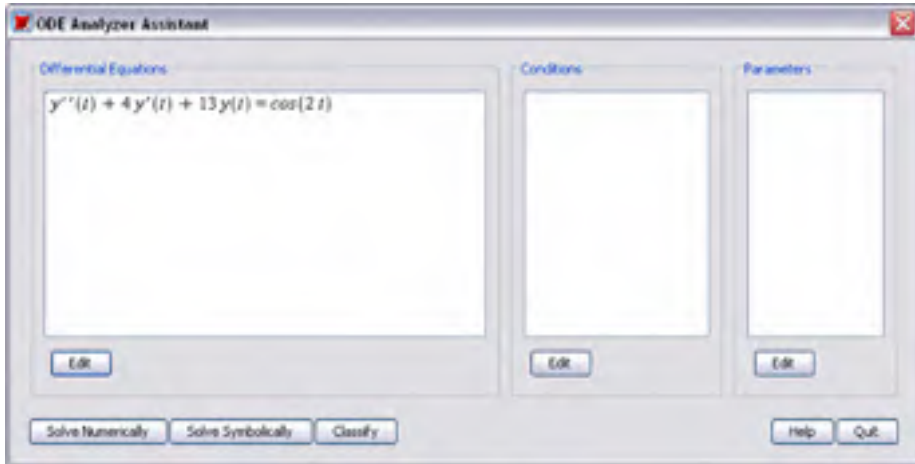 ODE Analyzer Assistant
Differential Equations
Conditions
Parameters
y''(t) + 4 y'(t) + 13 y(t) = cos(2 t)
Edit
Edit
Edit
Solve Numerically
Solve Symbolically
Classify
Help
Quit